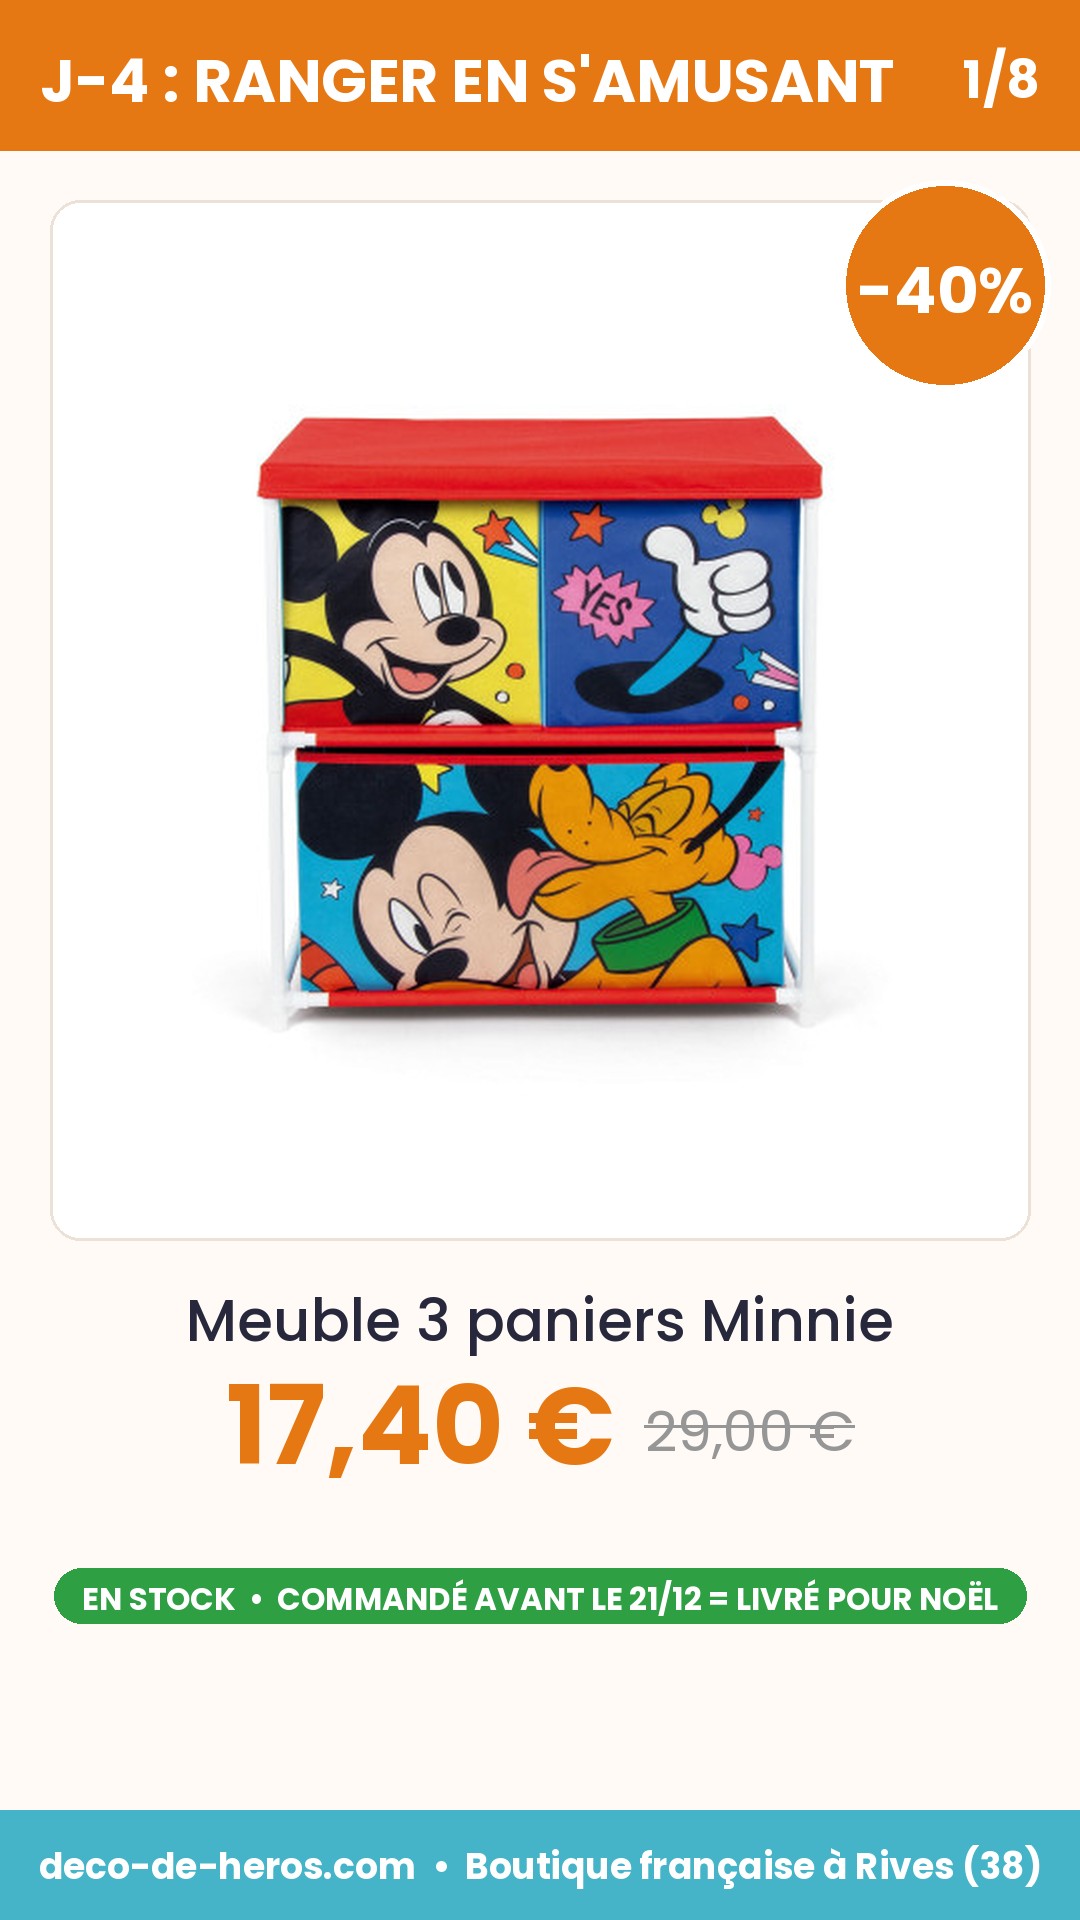 J-4 : RANGER EN S'AMUSANT 1/8
-40%
YES
Meuble 3 paniers Minnie
17,40 € 29,00 €
EN STOCK • COMMANDÉ AVANT LE 21/12 = LIVRÉ POUR NOËL
deco-de-heros.com • Boutique française à Rives (38)